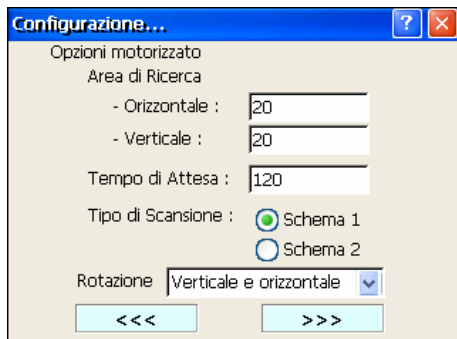 Configurazione...
Opzioni motorizzato
Area di Ricerca
- Orizzontale : 20
- Verticale : 20
Tempo di Attesa : 120
Tipo di Scansione : Schema 1
Schema 2
Rotazione Verticale e orizzontale
<<< >>>